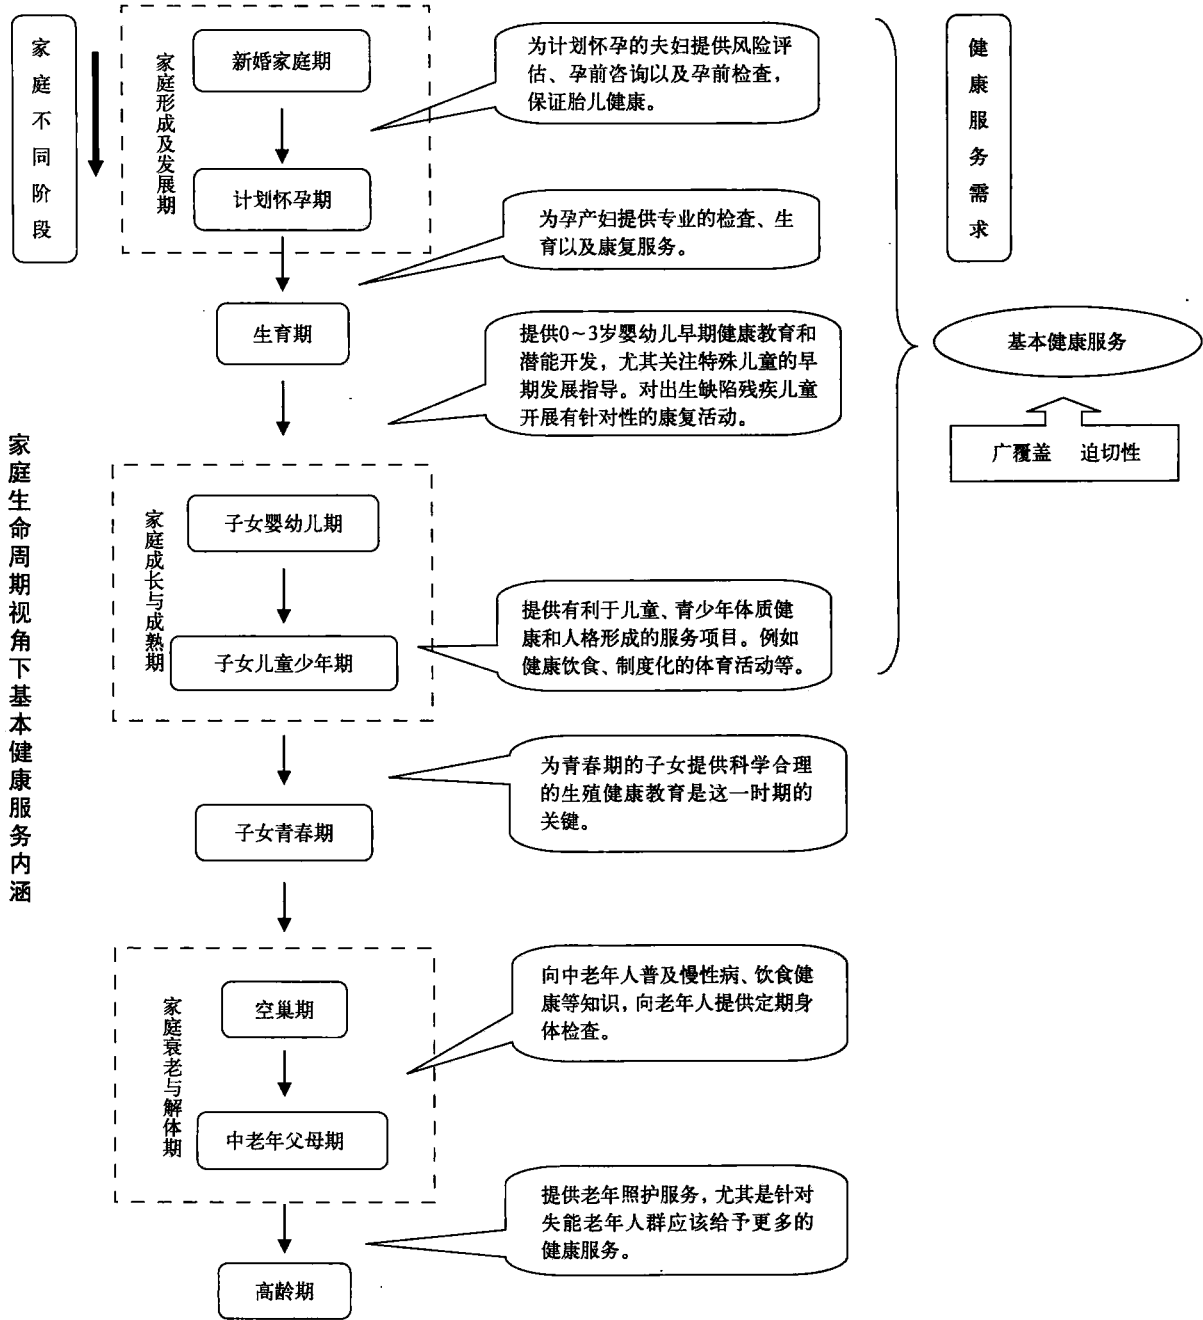 家庭不同阶段
家庭形成及发展期
新婚家庭期
计划怀孕期
为计划怀孕的夫妇提供风险评
估、孕前咨询以及孕前检查，
保证胎儿健康。
健康服务需求
为孕产妇提供专业的检查、生
育以及康复服务。
生育期
提供0～3岁婴幼儿早期健康教育和
潜能开发，尤其关注特殊儿童的早
期发展指导。对出生缺陷残疾儿童
开展有针对性的康复活动。
基本健康服务
广覆盖 迫切性
家庭生命周期视角下基本健康服务内涵
家庭成长与成熟期
子女婴幼儿期
子女儿童少年期
提供有利于儿童、青少年体质健
康和人格形成的服务项目。例如
健康饮食、制度化的体育活动等。
为青春期的子女提供科学合理
的生殖健康教育是这一时期的
关键。
子女青春期
家庭衰老与解体期
空巢期
中老年父母期
向中老年人普及慢性病、饮食健
康等知识，向老年人提供定期身
体检查。
提供老年照护服务，尤其是针对
失能老年人群应该给予更多的
健康服务。
高龄期